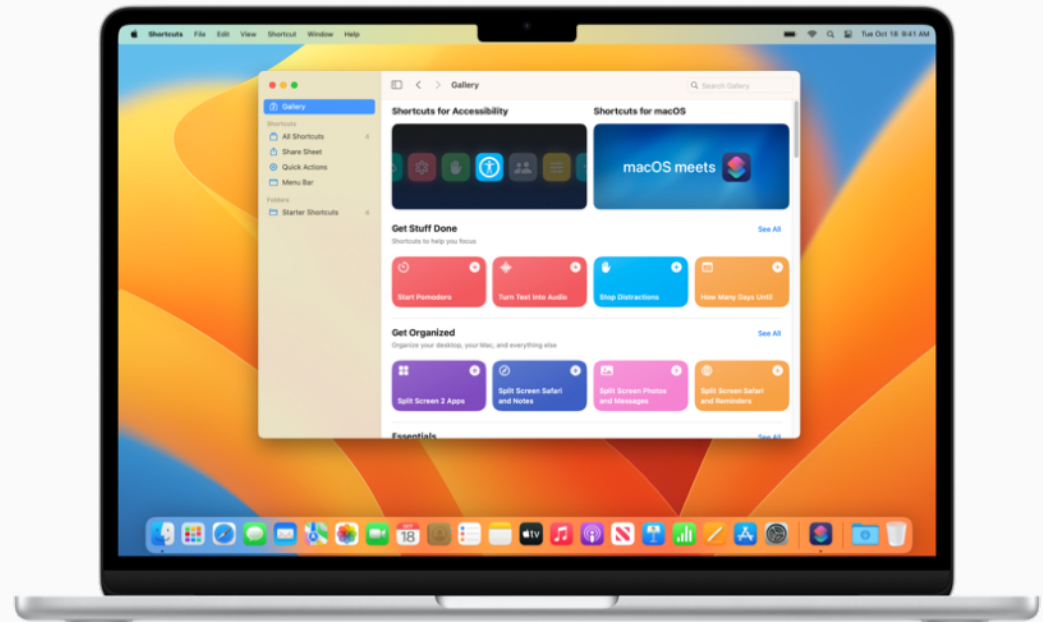 Shortcuts File Edit View Shortcut Window Help
Tue Oct 18 9:41 AM
Gallery
Search Gallery
Gallery
Shortcuts
All Shortcuts 4
Share Sheet
Quick Actions
Menu Bar
Folders
Starter Shortcuts 4
Shortcuts for Accessibility
Shortcuts for macOS
macOS meets
Get Stuff Done
See All
Shortcuts to help you focus
Start Pomodoro
Turn Text Into Audio
Stop Distractions
How Many Days Until
Get Organized
See All
Organize your desktop, your Mac, and everything else
Split Screen 2 Apps
Split Screen Safari
and Notes
Split Screen Photos
and Messages
Split Screen Safari
and Reminders
Essentials
See All
OCT
18
tv